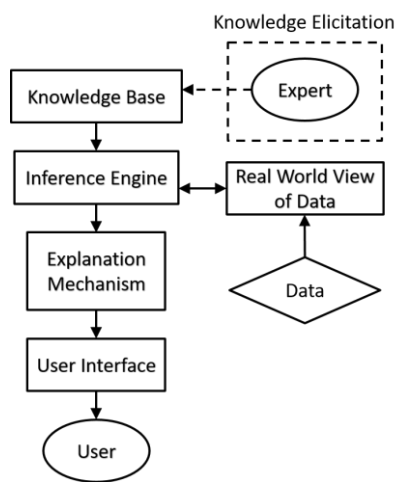 Knowledge Elicitation
Expert
Knowledge Base
Inference Engine
Real World View
of Data
Explanation
Mechanism
Data
User Interface
User